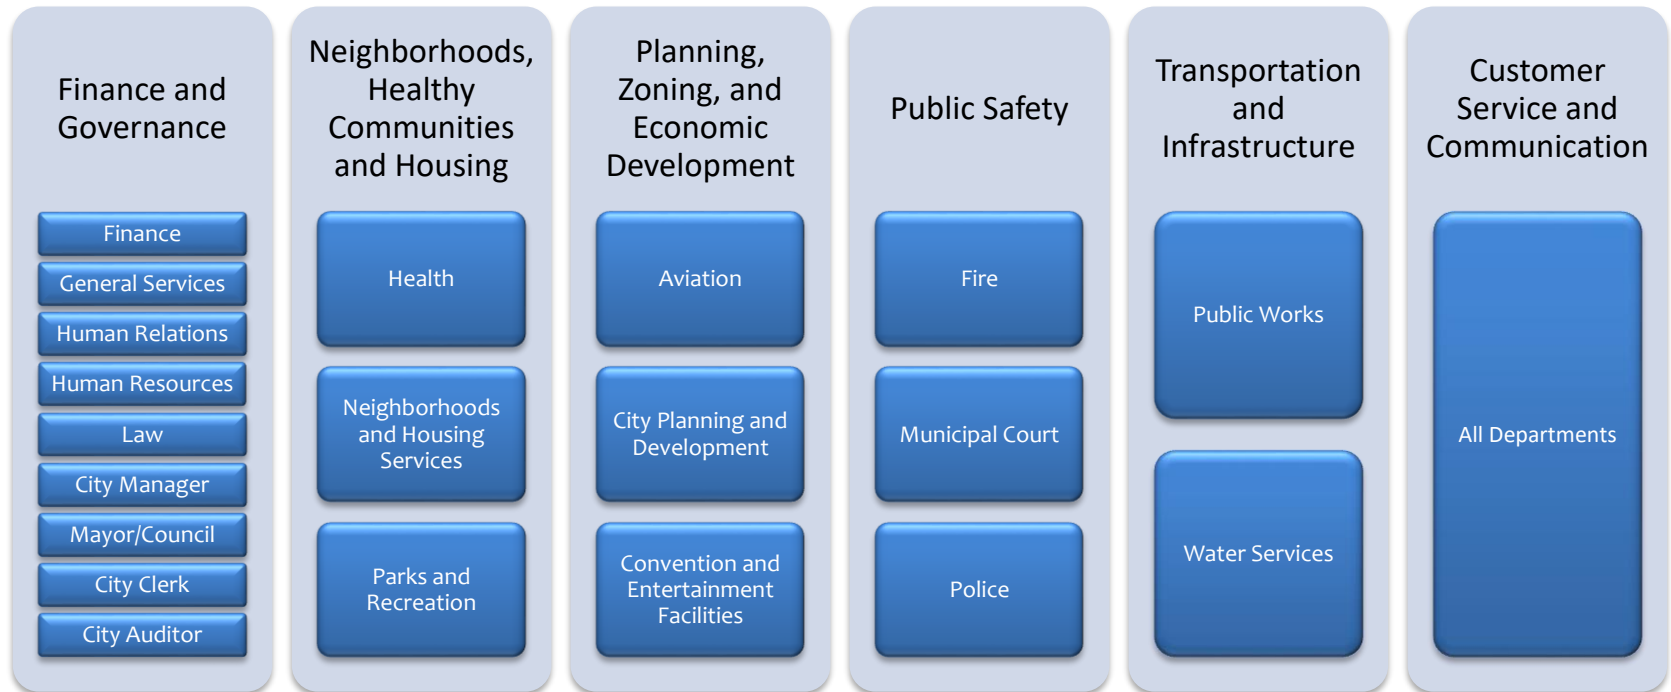 Finance and
Governance
Finance
General Services
Human Relations
Human Resources
Law
City Manager
Mayor/Council
City Clerk
City Auditor
Neighborhoods,
Healthy
Communities
and Housing
Health
Neighborhoods
and Housing
Services
Parks and
Recreation
Planning,
Zoning, and
Economic
Development
Aviation
City Planning and
Development
Convention and
Entertainment
Facilities
Public Safety
Fire
Municipal Court
Police
Transportation
and
Infrastructure
Public Works
Water Services
Customer
Service and
Communication
All Departments